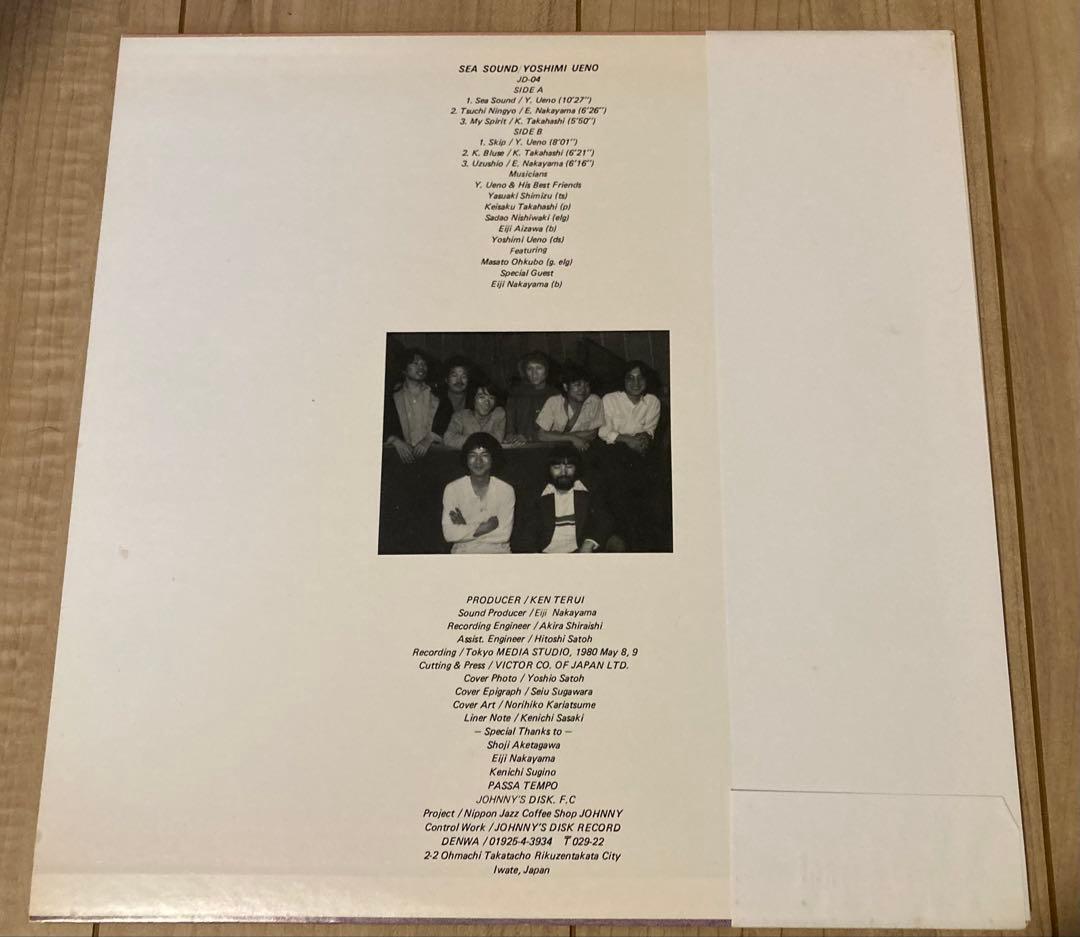 SEA SOUND/YOSHIMI UENO
JD-04
SIDE A
1. Sea Sound / Y. Ueno (10'27")
2. Tsuchi Ningyo / E. Nakayama (6'26")
3. My Spirit / K. Takahashi (5'50")
SIDE B
1. Skip / Y. Ueno (8'01")
2. K. Bluse / K. Takahashi (6'21")
3. Uzushio / E. Nakayama (6'16")
Musicians
Y. Ueno & His Best Friends
Yasuaki Shimizu (ts)
Keisaku Takahashi (p)
Sadao Nishiwaki (elg)
Eiji Aizawa (b)
Yoshimi Ueno (ds)
Featuring
Masato Ohkubo (g. elg)
Special Guest
Eiji Nakayama (b)
PRODUCER / KEN TERUI
Sound Producer / Eiji Nakayama
Recording Engineer / Akira Shiraishi
Assist. Engineer / Hitoshi Satoh
Recording / Tokyo MEDIA STUDIO, 1980 May 8, 9
Cutting & Press / VICTOR CO. OF JAPAN LTD.
Cover Photo / Yoshio Satoh
Cover Epigraph / Seiu Sugawara
Cover Art / Norihiko Kariatsume
Liner Note / Kenichi Sasaki
— Special Thanks to —
Shoji Aketagawa
Eiji Nakayama
Kenichi Sugino
PASSA TEMPO
JOHNNY'S DISK. F.C
Project / Nippon Jazz Coffee Shop JOHNNY
Control Work / JOHNNY'S DISK RECORD
DENWA / 01925-4-3934 〒029-22
2-2 Ohmachi Takatacho Rikuzentakata City
Iwate, Japan